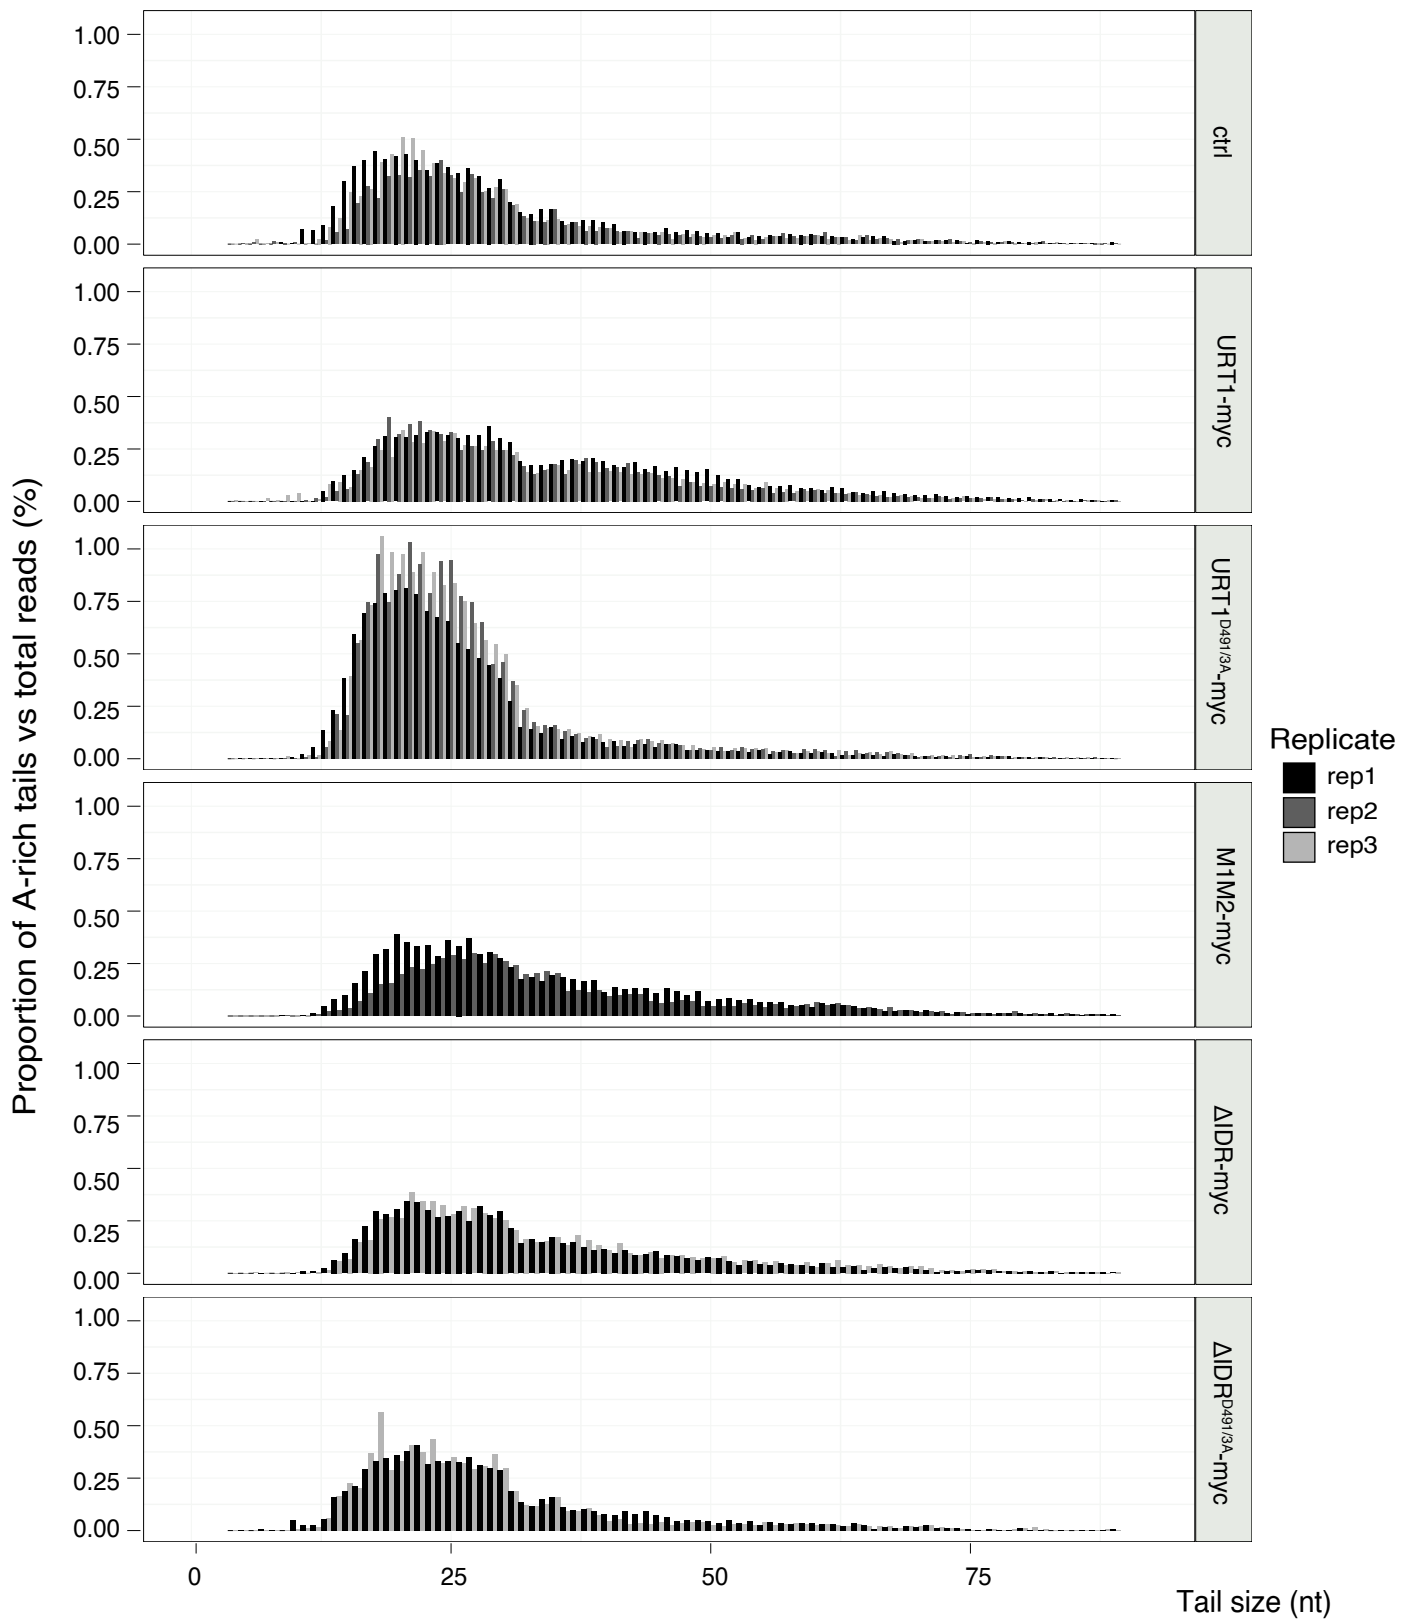 Proportion of A-rich tails vs total reads (%)
1.00
0.75
0.50
0.25
0.00
ctrl
1.00
0.75
0.50
0.25
0.00
URT1-myc
1.00
0.75
0.50
0.25
0.00
URT1D491/3A-myc
1.00
0.75
0.50
0.25
0.00
M1M2-myc
1.00
0.75
0.50
0.25
0.00
ΔIDR-myc
1.00
0.75
0.50
0.25
0.00
ΔIDRD491/3A-myc
0 25 50 75
Tail size (nt)
Replicate
rep1
rep2
rep3